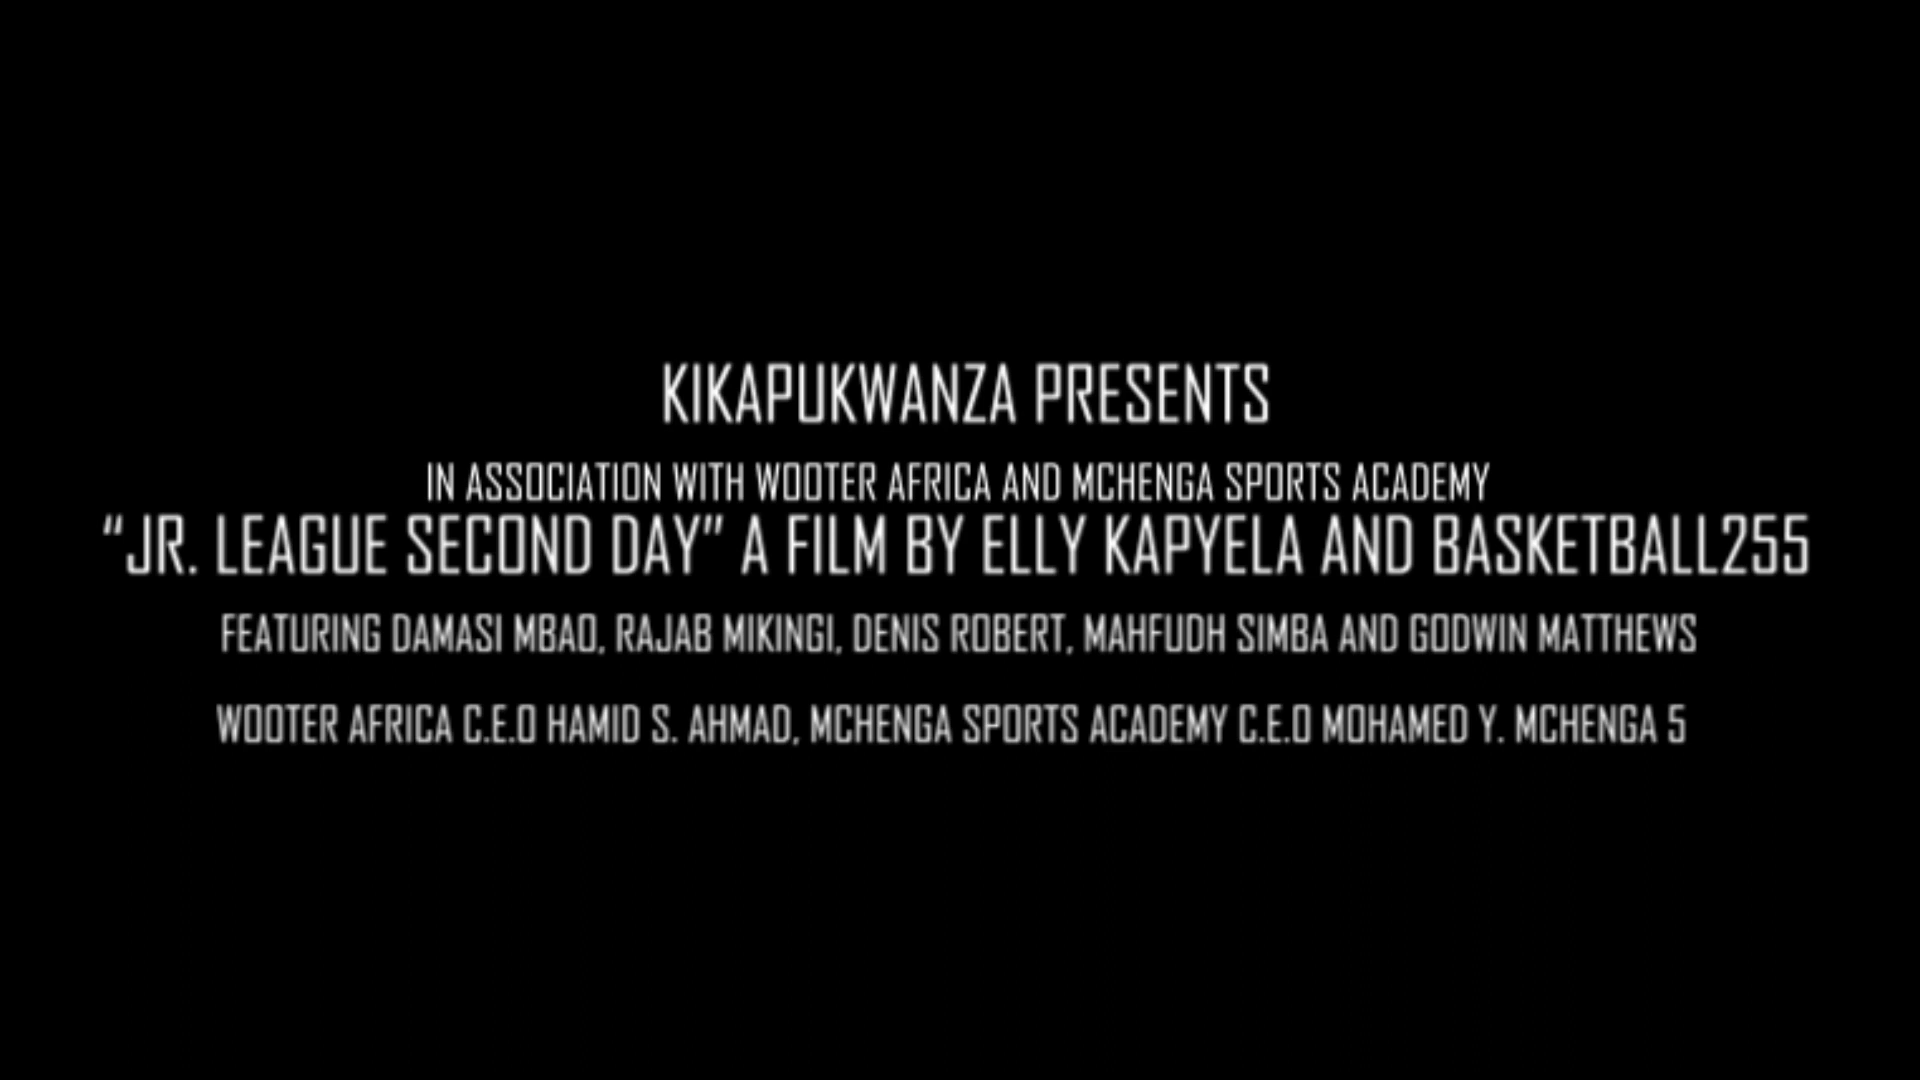 KIKAPUKWANZA PRESENTS
IN ASSOCIATION WITH WOOTER AFRICA AND MCHENGA SPORTS ACADEMY
“JR. LEAGUE SECOND DAY” A FILM BY ELLY KAPYELA AND BASKETBALL255
FEATURING DAMASI MBAO, RAJAB MIKINGI, DENIS ROBERT, MAHFUDH SIMBA AND GODWIN MATTHEWS
WOOTER AFRICA C.E.O HAMID S. AHMAD, MCHENGA SPORTS ACADEMY C.E.O MOHAMED Y. MCHENGA 5